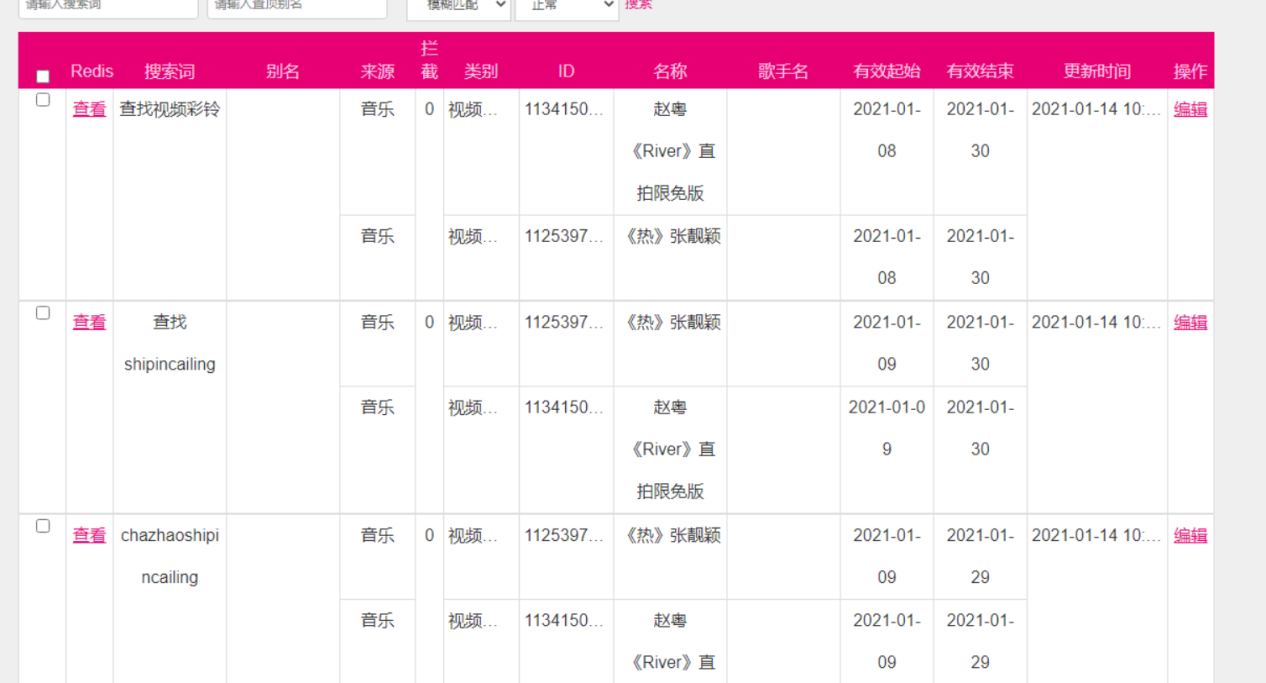 请输入搜索词 请输入置顶别名 模糊匹配 正常 搜索
拦
Redis 搜索词 别名 来源 截 类别 ID 名称 歌手名 有效起始 有效结束 更新时间 操作
查看 查找视频彩铃 音乐 0 视频... 1134150... 赵粤 2021-01- 2021-01- 2021-01-14 10:... 编辑
《River》直 08 30
拍限免版
音乐 视频... 1125397... 《热》张靓颖 2021-01- 2021-01-
08 30
查看 查找 音乐 0 视频... 1125397... 《热》张靓颖 2021-01- 2021-01- 2021-01-14 10:... 编辑
shipincailing 09 30
音乐 视频... 1134150... 赵粤 2021-01-0 2021-01-
《River》直 9 30
拍限免版
查看 chazhaoshipi 音乐 0 视频... 1125397... 《热》张靓颖 2021-01- 2021-01- 2021-01-14 10:... 编辑
ncailing 09 29
音乐 视频... 1134150... 赵粤 2021-01- 2021-01-
《River》直 09 29